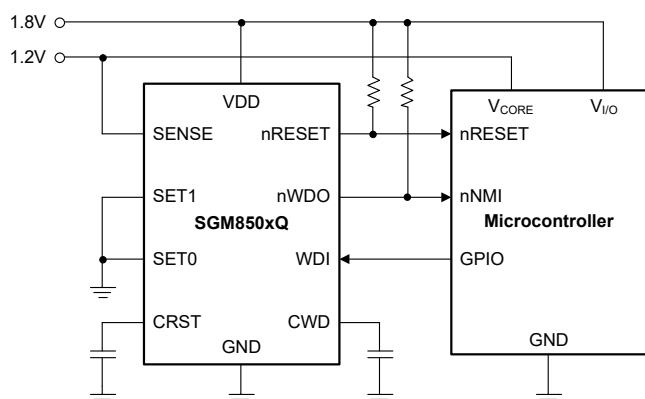 1.8V
1.2V
VDD
VCORE
VI/O
SENSE
nRESET
nRESET
SET1
nWDO
nNMI
SGM850xQ
Microcontroller
SET0
WDI
GPIO
CRST
CWD
GND
GND